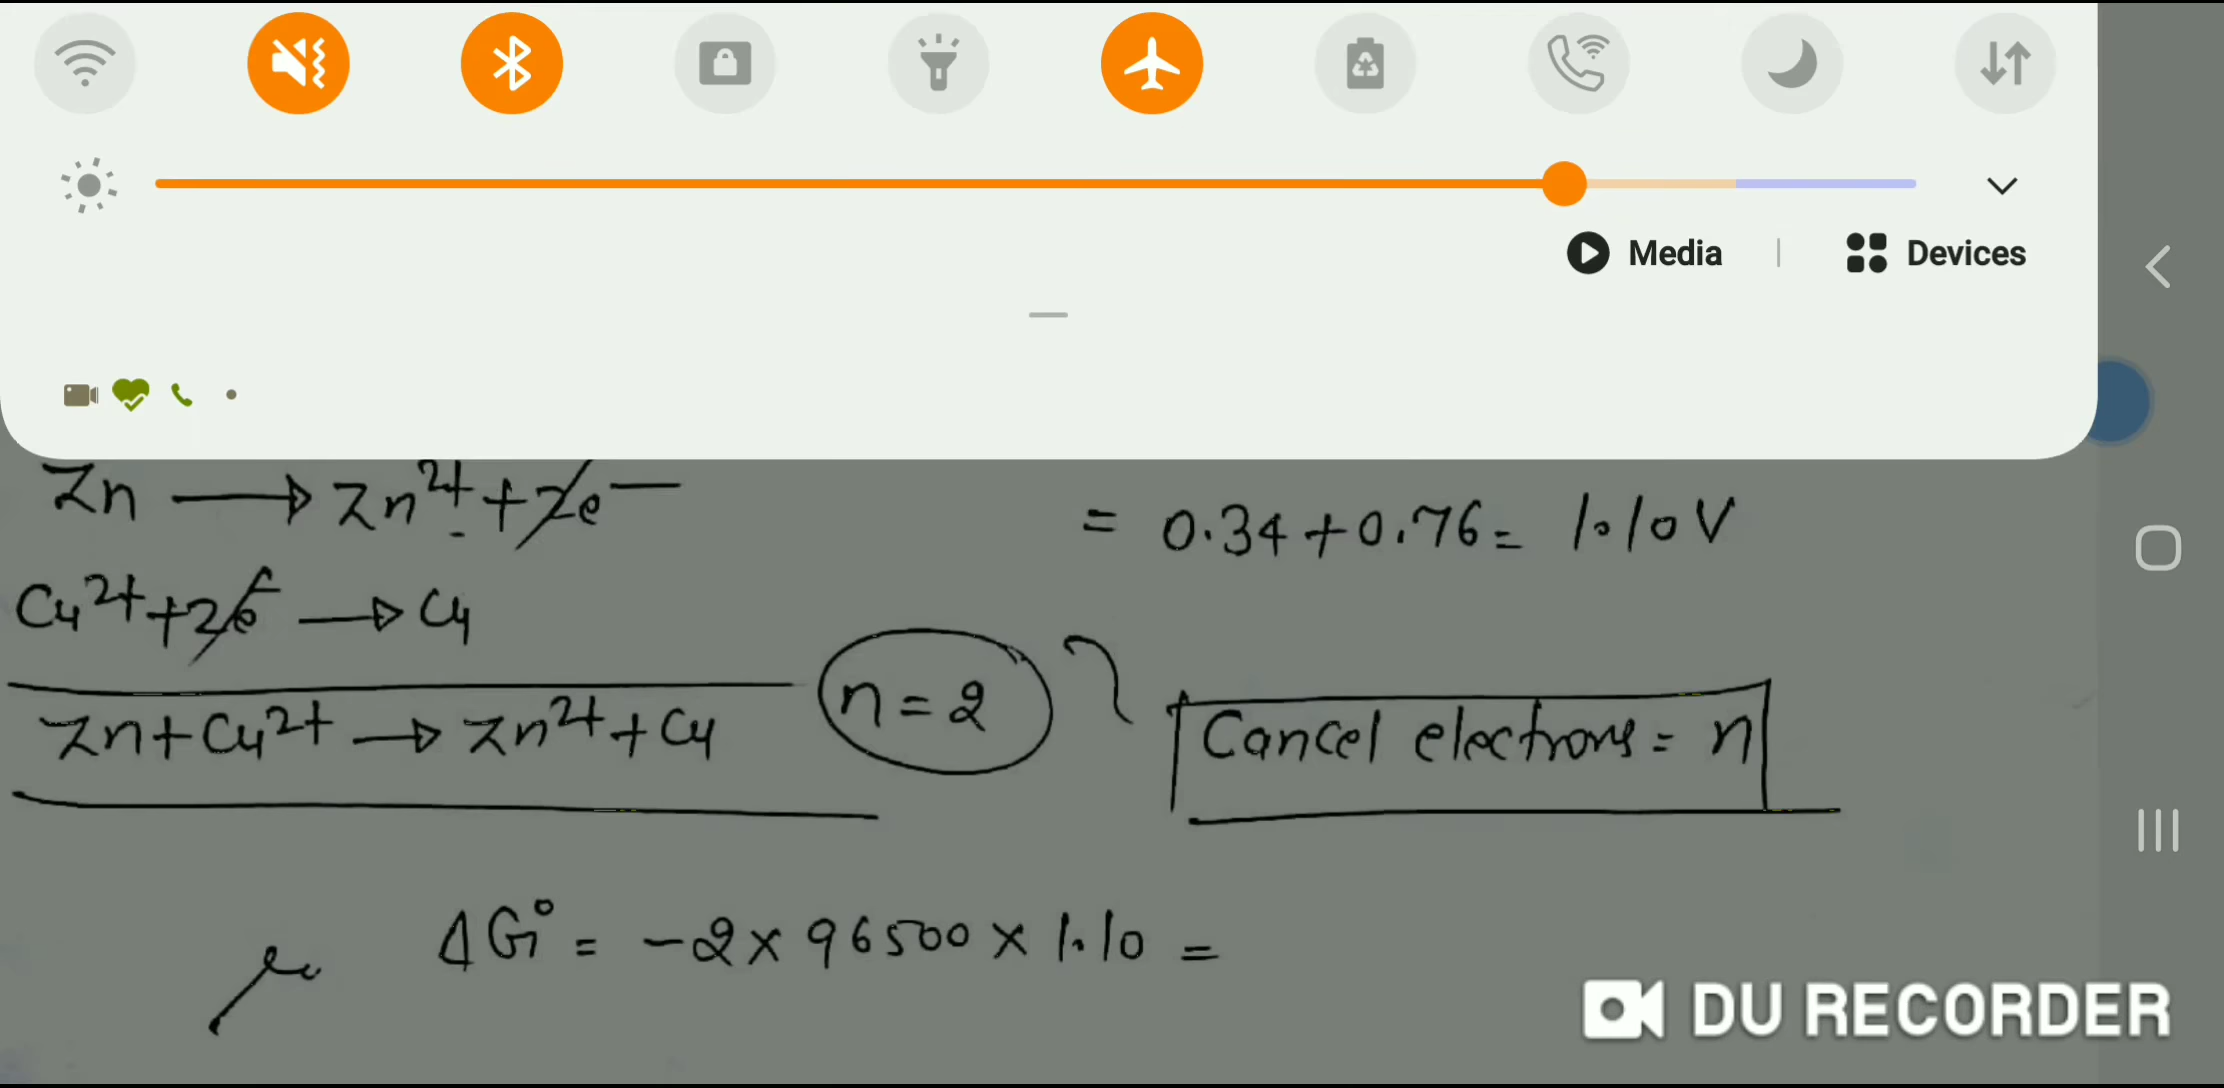 Media | Devices
Zn → Zn²⁺ + 2e⁻
= 0.34 + 0.76 = 1.10 V
Cu²⁺ + 2e⁻ → Cu
n = 2
Zn + Cu²⁺ → Zn²⁺ + Cu
Cancel electrons = n
ΔG° = -2 × 96500 × 1.10 =
DU RECORDER